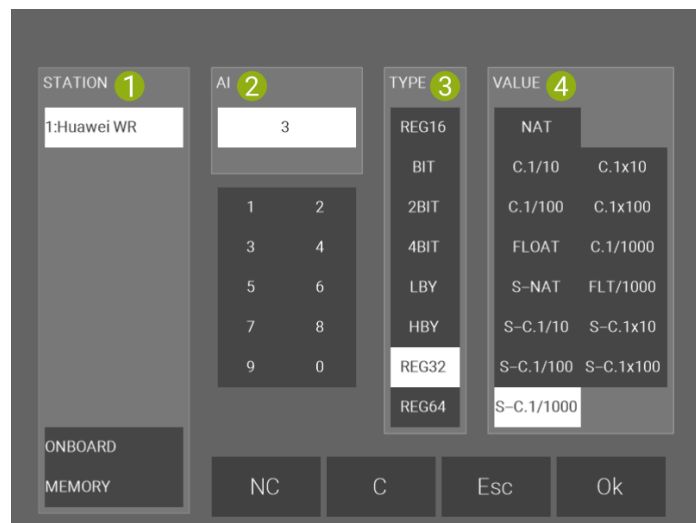 STATION 1
1:Huawei WR
ONBOARD
MEMORY
AI 2
3
1 2
3 4
5 6
7 8
9 0
TYPE 3
REG16
BIT
2BIT
4BIT
LBY
HBY
REG32
REG64
VALUE 4
NAT
C.1/10 C.1x10
C.1/100 C.1x100
FLOAT C.1/1000
S-NAT FLT/1000
S-C.1/10 S-C.1x10
S-C.1/100 S-C.1x100
S-C.1/1000
NC C Esc Ok